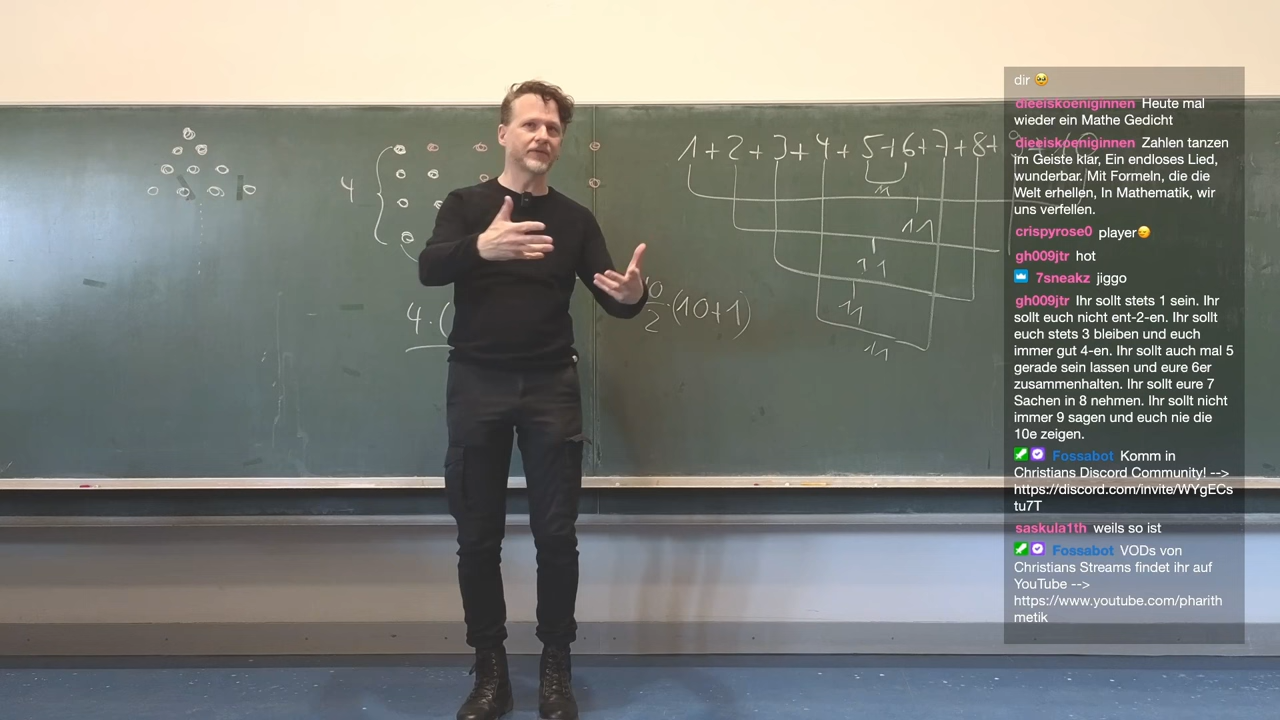 4
4·(
1+2+3+4+5+6+7+8+
11
11
11
11
11
10/2 (10+1)
dir 🥹
dieeiskoeniginnen Heute mal
wieder ein Mathe Gedicht
dieeiskoeniginnen Zahlen tanzen
im Geiste klar, Ein endloses Lied,
wunderbar. Mit Formeln, die die
Welt erhellen, In Mathematik, wir
uns verfellen.
crispyrose0 player😉
gh009jtr hot
7sneakz jiggo
gh009jtr Ihr sollt stets 1 sein. Ihr
sollt euch nicht ent-2-en. Ihr sollt
euch stets 3 bleiben und euch
immer gut 4-en. Ihr sollt auch mal 5
gerade sein lassen und eure 6er
zusammenhalten. Ihr sollt eure 7
Sachen in 8 nehmen. Ihr sollt nicht
immer 9 sagen und euch nie die
10e zeigen.
Fossabot Komm in
Christians Discord Community! -->
https://discord.com/invite/WYgECs
tu7T
saskula1th weils so ist
Fossabot VODs von
Christians Streams findet ihr auf
YouTube -->
https://www.youtube.com/pharith
metik